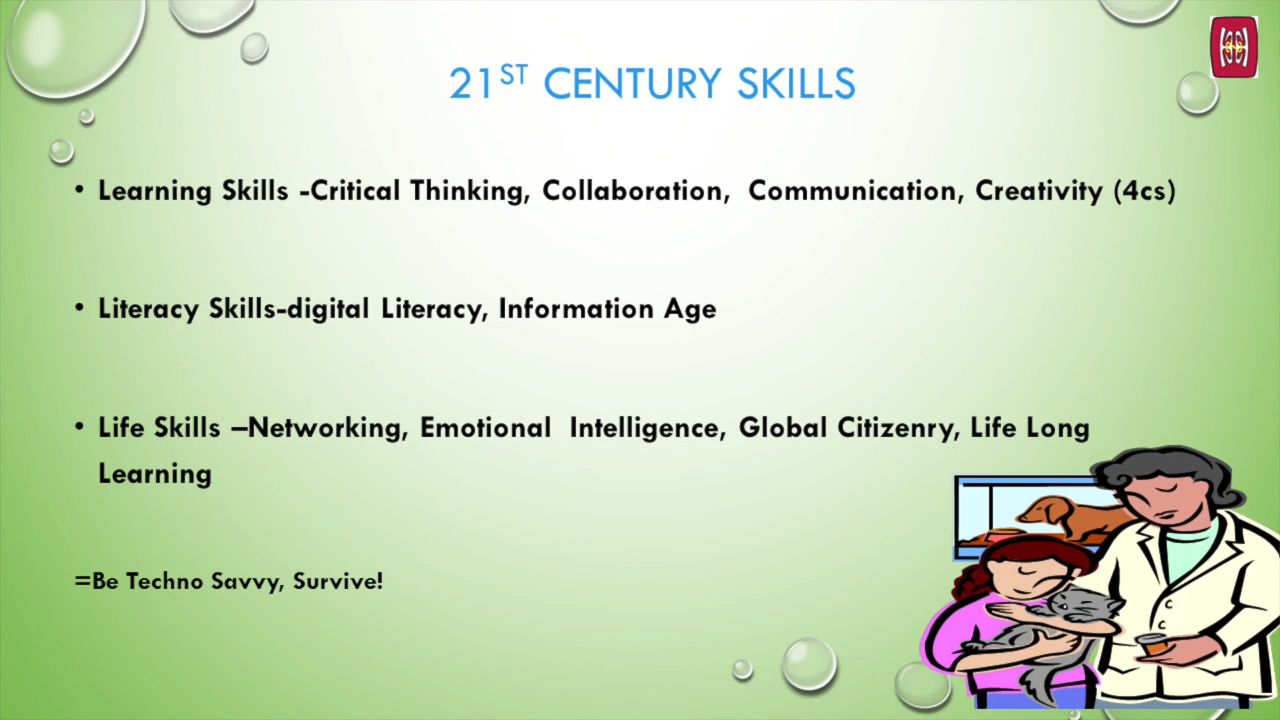 21ST CENTURY SKILLS
• Learning Skills -Critical Thinking, Collaboration, Communication, Creativity (4cs)
• Literacy Skills-digital Literacy, Information Age
• Life Skills –Networking, Emotional Intelligence, Global Citizenry, Life Long
Learning
=Be Techno Savvy, Survive!